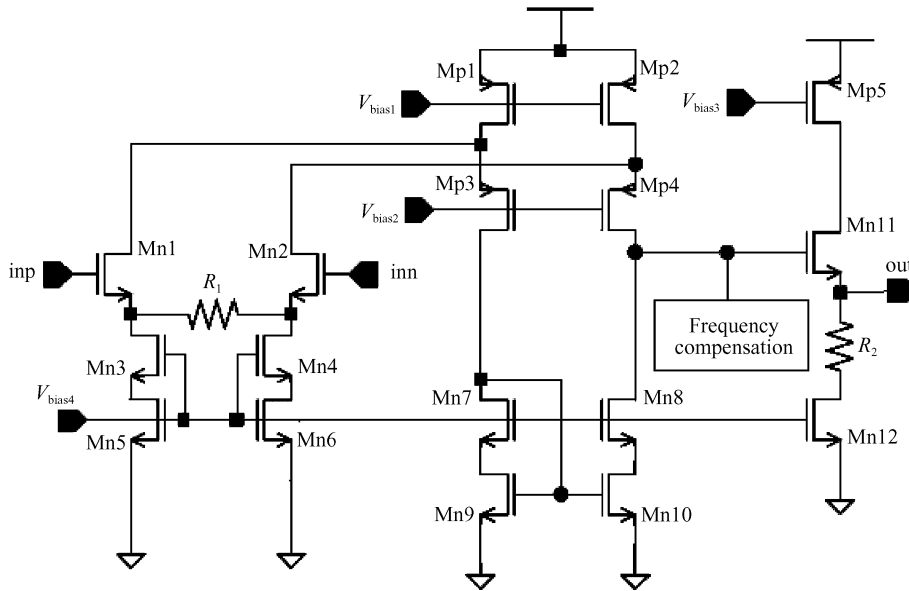 Mp1
Mp2
Vbias1
Vbias3
Mp5
Mp3
Mp4
Vbias2
Mn1
Mn2
Mn11
inp
R1
inn
out
Frequency
compensation
R2
Mn3
Mn4
Vbias4
Mn7
Mn8
Mn5
Mn6
Mn12
Mn9
Mn10